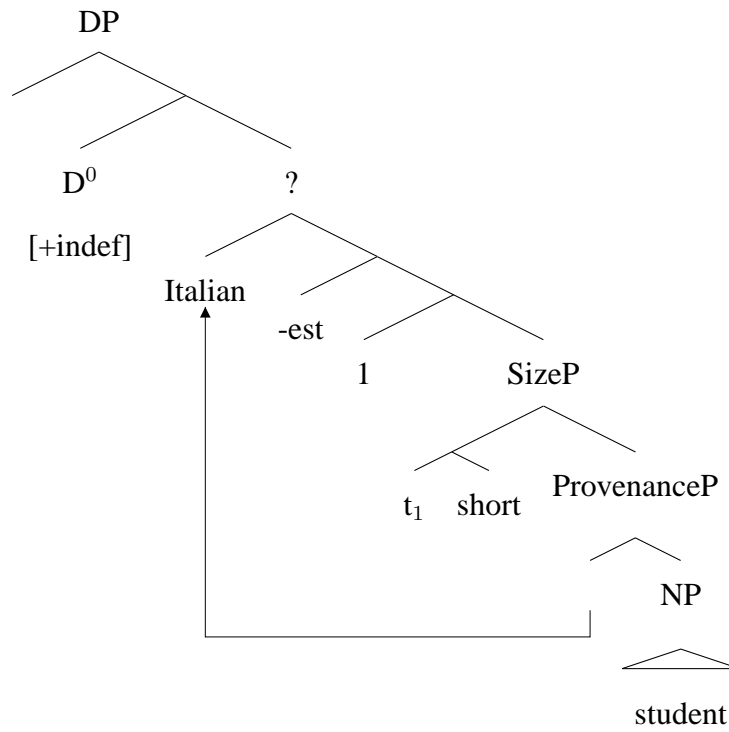 DP
D⁰ ?
[+indef]
Italian
-est
1 SizeP
t₁ short ProvenanceP
NP
student